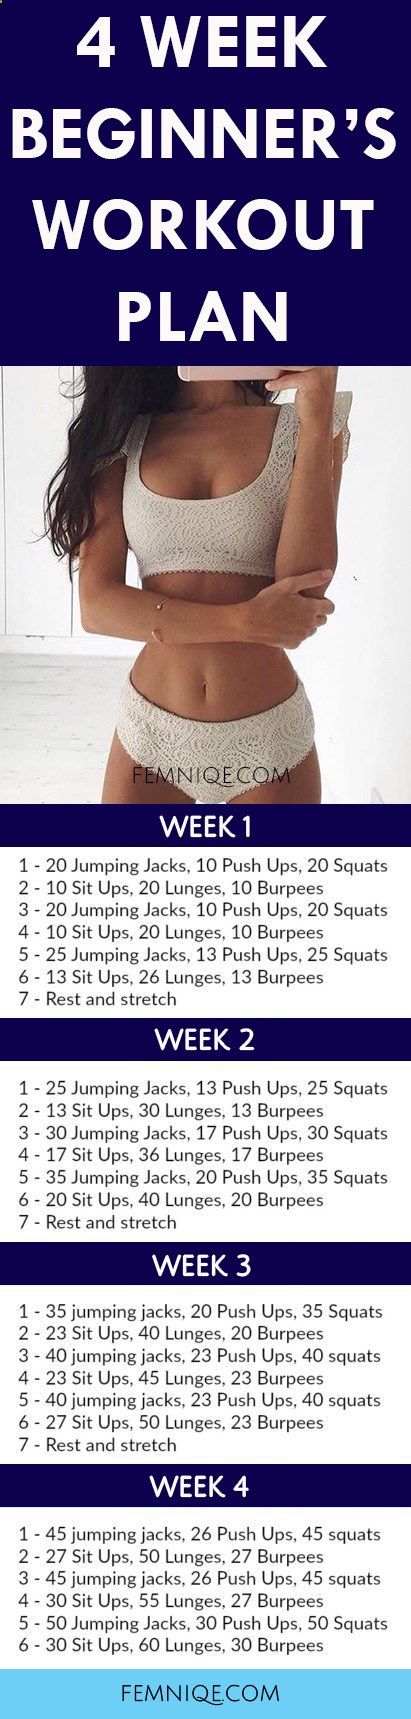 4 WEEK
BEGINNER'S
WORKOUT
PLAN
FEMNIQE.COM
WEEK 1
1 - 20 Jumping Jacks, 10 Push Ups, 20 Squats
2 - 10 Sit Ups, 20 Lunges, 10 Burpees
3 - 20 Jumping Jacks, 10 Push Ups, 20 Squats
4 - 10 Sit Ups, 20 Lunges, 10 Burpees
5 - 25 Jumping Jacks, 13 Push Ups, 25 Squats
6 - 13 Sit Ups, 26 Lunges, 13 Burpees
7 - Rest and stretch
WEEK 2
1 - 25 Jumping Jacks, 13 Push Ups, 25 Squats
2 - 13 Sit Ups, 30 Lunges, 13 Burpees
3 - 30 Jumping Jacks, 17 Push Ups, 30 Squats
4 - 17 Sit Ups, 36 Lunges, 17 Burpees
5 - 35 Jumping Jacks, 20 Push Ups, 35 Squats
6 - 20 Sit Ups, 40 Lunges, 20 Burpees
7 - Rest and stretch
WEEK 3
1 - 35 jumping jacks, 20 Push Ups, 35 Squats
2 - 23 Sit Ups, 40 Lunges, 20 Burpees
3 - 40 jumping jacks, 23 Push Ups, 40 squats
4 - 23 Sit Ups, 45 Lunges, 23 Burpees
5 - 40 jumping jacks, 23 Push Ups, 40 squats
6 - 27 Sit Ups, 50 Lunges, 23 Burpees
7 - Rest and stretch
WEEK 4
1 - 45 jumping jacks, 26 Push Ups, 45 squats
2 - 27 Sit Ups, 50 Lunges, 27 Burpees
3 - 45 jumping jacks, 26 Push Ups, 45 squats
4 - 30 Sit Ups, 55 Lunges, 27 Burpees
5 - 50 Jumping Jacks, 30 Push Ups, 50 Squats
6 - 30 Sit Ups, 60 Lunges, 30 Burpees
FEMNIQE.COM